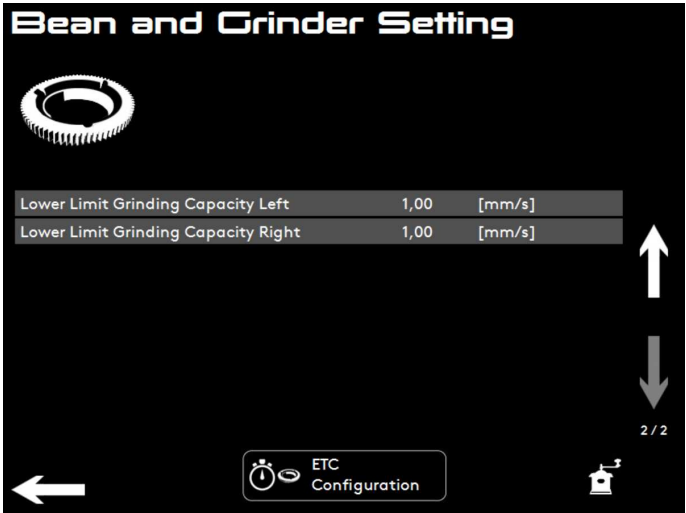 Bean and Grinder Setting
Lower Limit Grinding Capacity Left 1,00 [mm/s]
Lower Limit Grinding Capacity Right 1,00 [mm/s]
2 / 2
ETC
Configuration